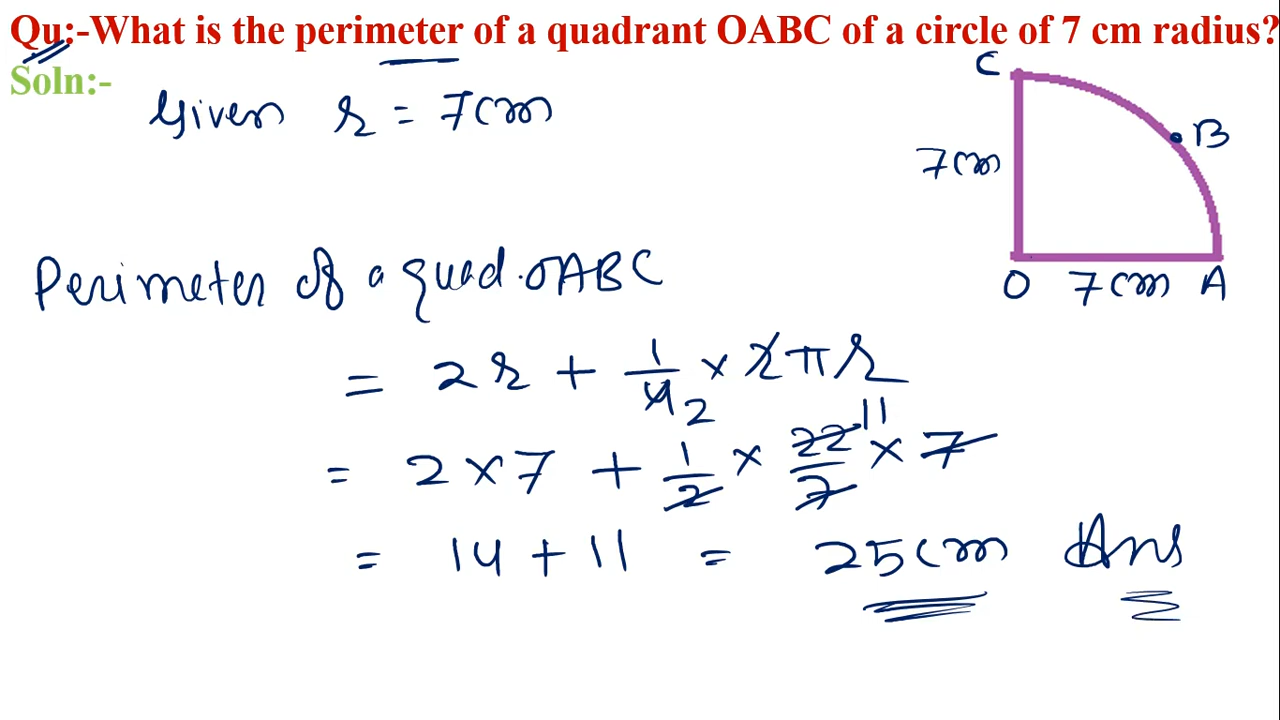 Qu:-What is the perimeter of a quadrant OABC of a circle of 7 cm radius?
Soln:-
Given r = 7cm
C
B
7cm
O 7cm A
Perimeter of a quad. OABC
= 2r + 1/4 2 × 2πr
= 2×7 + 1/2 × 22/7 11 × 7
= 14 + 11 = 25cm Ans